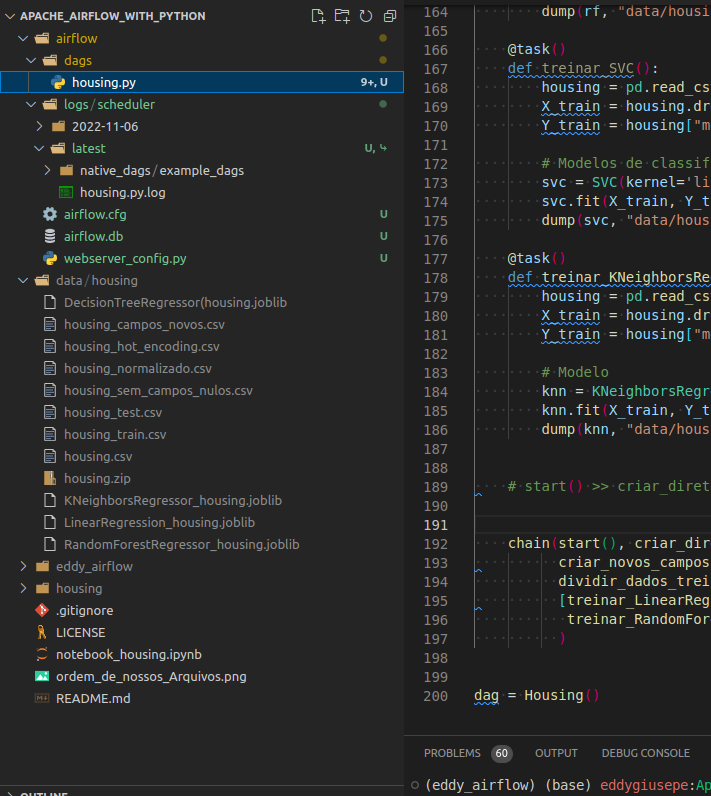 APACHE_AIRFLOW_WITH_PYTHON
airflow
dags
housing.py 9+, U
logs/scheduler
2022-11-06
latest U,
native_dags/example_dags
housing.py.log
airflow.cfg U
airflow.db U
webserver_config.py U
data/housing
DecisionTreeRegressor(housing.joblib
housing_campos_novos.csv
housing_hot_encoding.csv
housing_normalizado.csv
housing_sem_campos_nulos.csv
housing_test.csv
housing_train.csv
housing.csv
housing.zip
KNeighborsRegressor_housing.joblib
LinearRegression_housing.joblib
RandomForestRegressor_housing.joblib
eddy_airflow
housing
.gitignore
LICENSE
notebook_housing.ipynb
ordem_de_nossos_Arquivos.png
README.md
OUTLINE
164 dump(rf, "data/housi
165
166 @task()
167 def treinar_SVC():
168 housing = pd.read_cs
169 X_train = housing.dr
170 Y_train = housing["m
171
172 # Modelos de classif
173 svc = SVC(kernel='li
174 svc.fit(X_train, Y_t
175 dump(svc, "data/hous
176
177 @task()
178 def treinar_KNeighborsRe
179 housing = pd.read_cs
180 X_train = housing.dr
181 Y_train = housing["m
182
183 # Modelo
184 knn = KNeighborsRegr
185 knn.fit(X_train, Y_t
186 dump(knn, "data/hous
187
188
189 # start() >> criar_diret
190
191
192 chain(start(), criar_dir
193 criar_novos_campos
194 dividir_dados_trei
195 [treinar_LinearReg
196 treinar_RandomFor
197 )
198
199
200 dag = Housing()
PROBLEMS 60 OUTPUT DEBUG CONSOLE
(eddy_airflow) (base) eddygiusepe:Ap